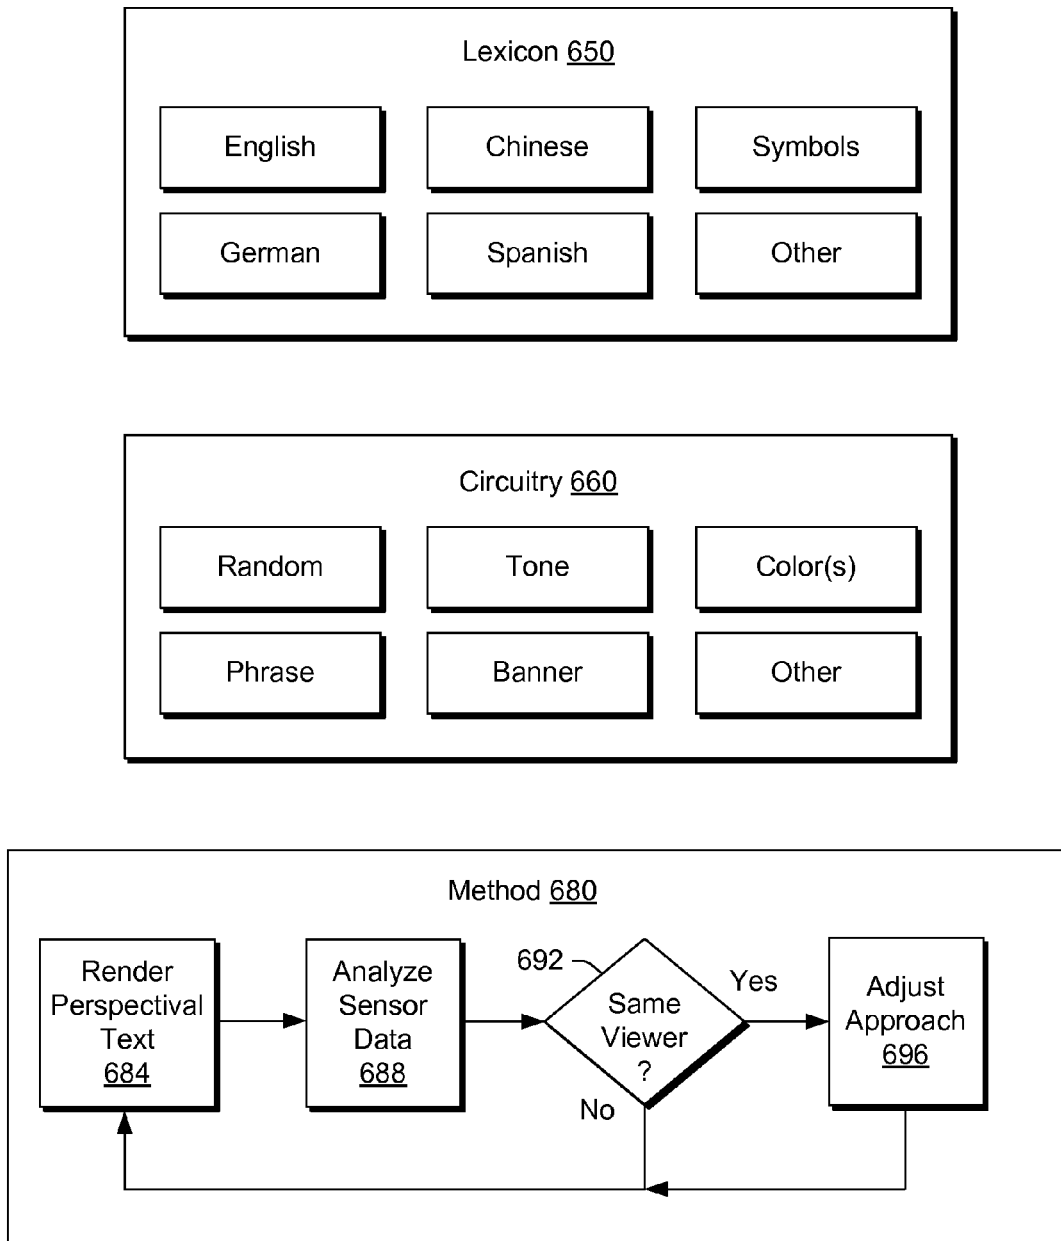 Lexicon 650
English
Chinese
Symbols
German
Spanish
Other
Circuitry 660
Random
Tone
Color(s)
Phrase
Banner
Other
Method 680
Render
Perspectival
Text
684
Analyze
Sensor
Data
688
692
Same
Viewer
?
Yes
No
Adjust
Approach
696